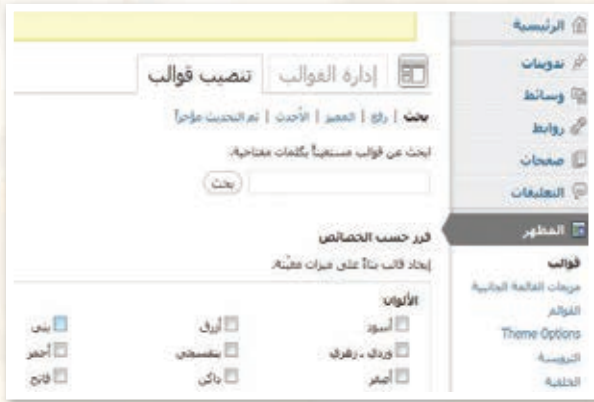 الرئيسية
تدوينات
وسائط
روابط
صفحات
التعليقات
المظهر
قوالب
مربعات القائمة الجانبية
القوائم
Theme Options
الترويسة
الخلفية
إدارة القوالب تنصيب قوالب
بحث | رفع | المميز | الأحدث | تم التحديث مؤخراً
ابحث عن قوالب مستعيناً بكلمات مفتاحية.
بحث
فرز حسب الخصائص
إيجاد قالب بناءً على ميزات معيّنة.
الألوان
أسود أزرق بني
وردي ـ زهري بنفسجي أحمر
أصفر داكن فاتح